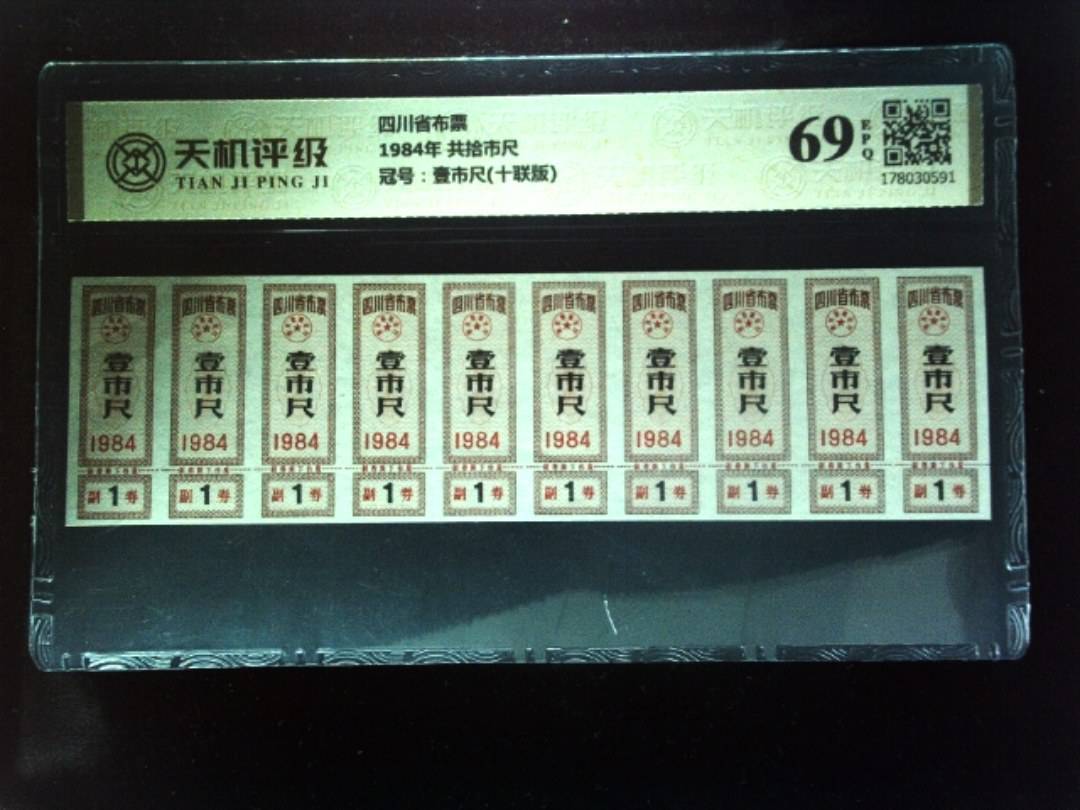 天机评级
TIAN JI PING JI
四川省布票
1984年 共拾市尺
冠号：壹市尺(十联版)
69
EPQ
178030591
四川省布票 四川省布票 四川省布票 四川省布票 四川省布票 四川省布票 四川省布票 四川省布票 四川省布票 四川省布票
壹市尺 壹市尺 壹市尺 壹市尺 壹市尺 壹市尺 壹市尺 壹市尺 壹市尺 壹市尺
1984 1984 1984 1984 1984 1984 1984 1984 1984 1984
副1券 副1券 副1券 副1券 副1券 副1券 副1券 副1券 副1券 副1券